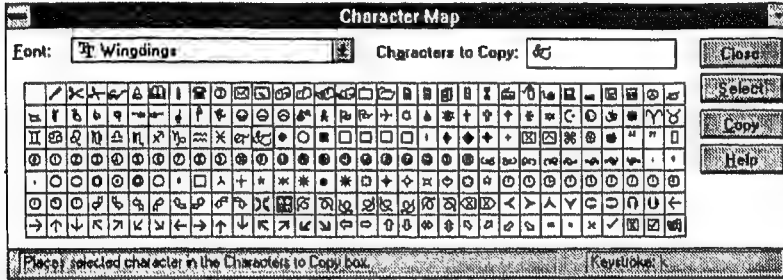 Character Map
Font: Wingdings Characters to Copy: Close
Select
Copy
Help
Places selected character in the Characters to Copy box. Keystroke: k